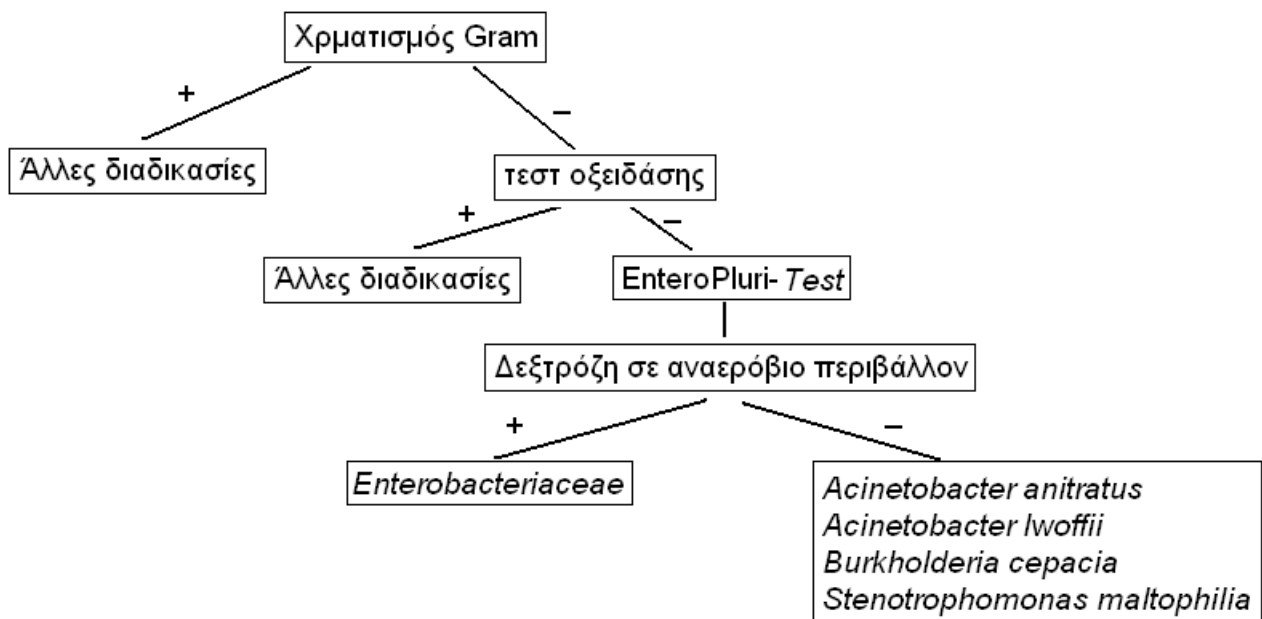 Χρματισμός Gram
+
–
Άλλες διαδικασίες
τεστ οξειδάσης
+
–
Άλλες διαδικασίες
EnteroPluri- Test
Δεξτρόζη σε αναερόβιο περιβάλλον
+
–
Enterobacteriaceae
Acinetobacter anitratus
Acinetobacter lwoffii
Burkholderia cepacia
Stenotrophomonas maltophilia